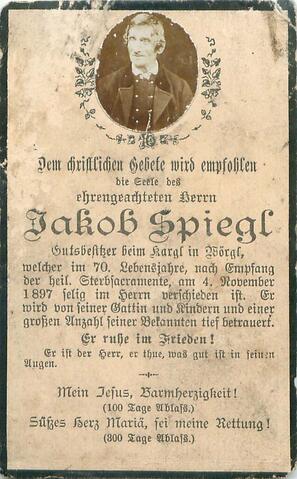 Dem christlichen Gebete wird empfohlen
die Seele des
ehrengeachteten Herrn
Jakob Spiegl
Gutsbesitzer beim Kargl in Wörgl,
welcher im 70. Lebensjahre, nach Empfang
der heil. Sterbsacramente, am 4. November
1897 selig im Herrn verschieden ist. Er
wird von seiner Gattin und Kindern und einer
großen Anzahl seiner Bekannten tief betrauert.
Er ruhe im Frieden!
Er ist der Herr, er thue, was gut ist in seinen
Augen.
Mein Jesus, Barmherzigkeit!
(100 Tage Ablaß.)
Süßes Herz Mariä, sei meine Rettung!
(300 Tage Ablaß.)